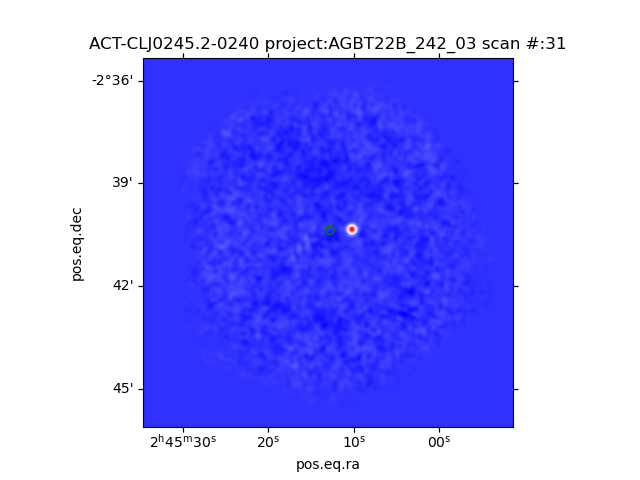 ACT-CLJ0245.2-0240 project:AGBT22B_242_03 scan #:31
-2°36'
39'
42'
45'
pos.eq.dec
2ʰ45ᵐ30ˢ 20ˢ 10ˢ 00ˢ
pos.eq.ra